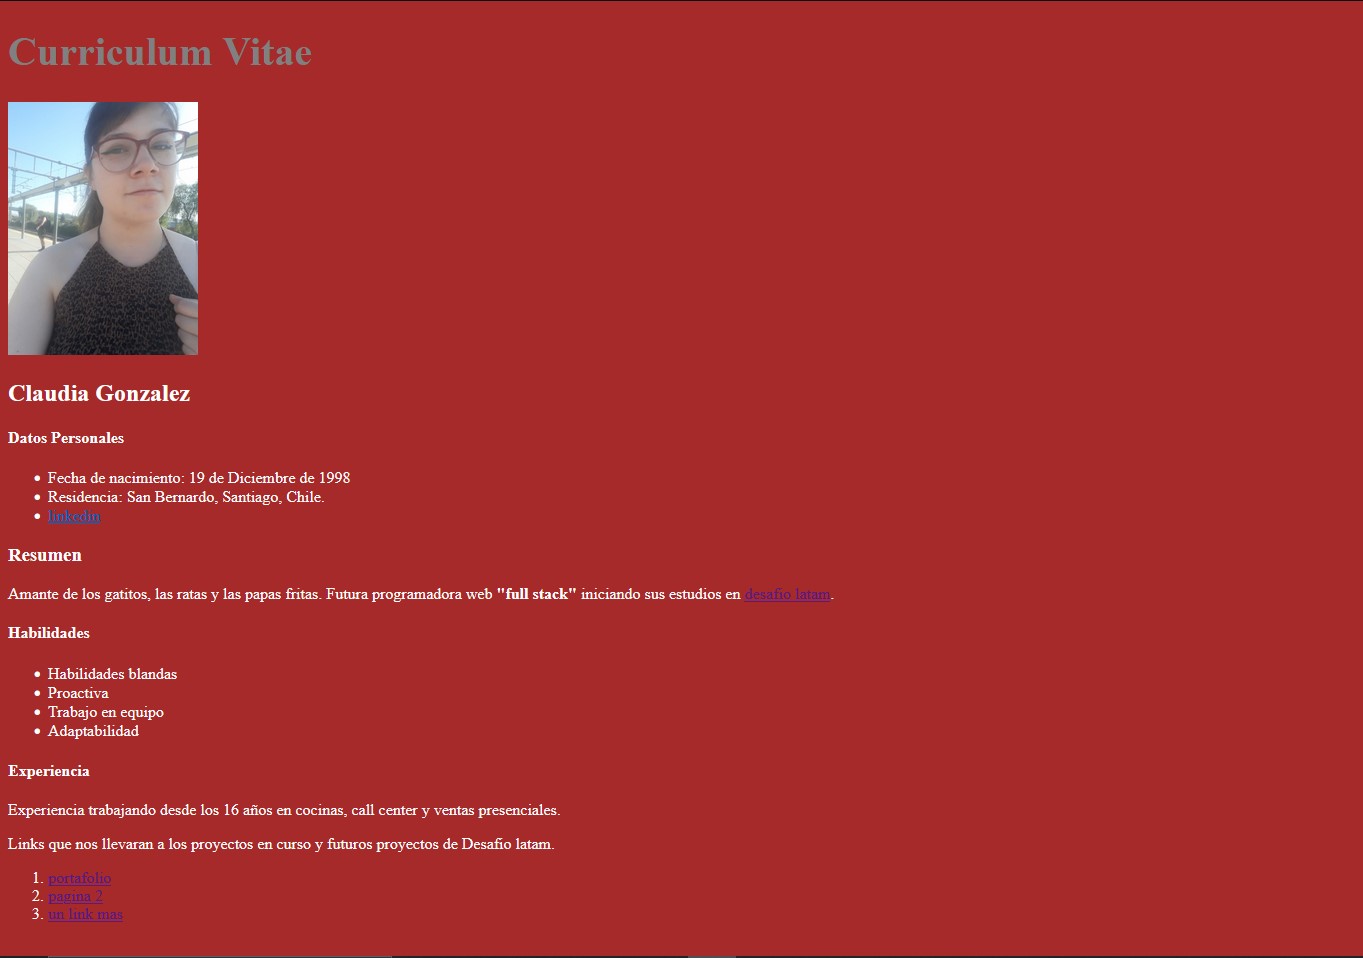 Curriculum Vitae
Claudia Gonzalez
Datos Personales
Fecha de nacimiento: 19 de Diciembre de 1998
Residencia: San Bernardo, Santiago, Chile.
linkedin
Resumen
Amante de los gatitos, las ratas y las papas fritas. Futura programadora web "full stack" iniciando sus estudios en desafio latam.
Habilidades
Habilidades blandas
Proactiva
Trabajo en equipo
Adaptabilidad
Experiencia
Experiencia trabajando desde los 16 años en cocinas, call center y ventas presenciales.
Links que nos llevaran a los proyectos en curso y futuros proyectos de Desafio latam.
1. portafolio
2. pagina 2
3. un link mas